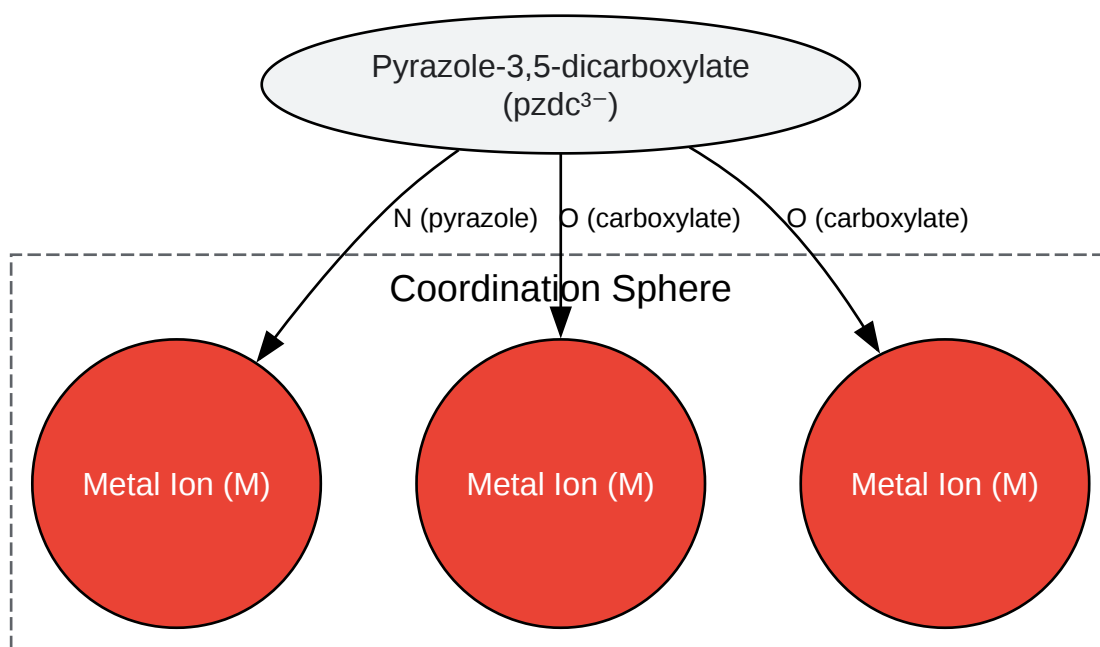 Pyrazole-3,5-dicarboxylate
(pzdc³⁻)
N (pyrazole)
O (carboxylate)
O (carboxylate)
Coordination Sphere
Metal Ion (M)
Metal Ion (M)
Metal Ion (M)